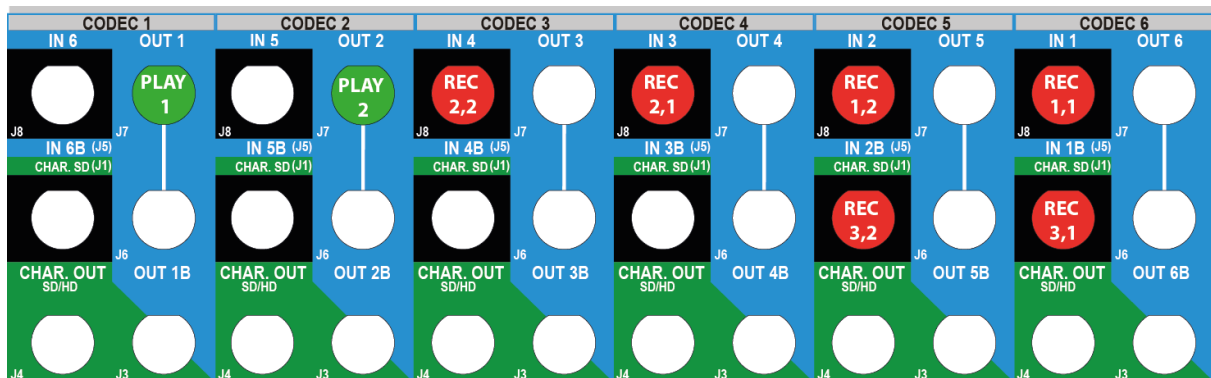 CODEC 1 CODEC 2 CODEC 3 CODEC 4 CODEC 5 CODEC 6
IN 6 OUT 1 IN 5 OUT 2 IN 4 OUT 3 IN 3 OUT 4 IN 2 OUT 5 IN 1 OUT 6
PLAY PLAY REC REC REC REC
1 2 2,2 2,1 1,2 1,1
J8 J7 J8 J7 J8 J7 J8 J7 J8 J7 J8 J7
IN 6B (J5) IN 5B (J5) IN 4B (J5) IN 3B (J5) IN 2B (J5) IN 1B (J5)
CHAR. SD (J1) CHAR. SD (J1) CHAR. SD (J1) CHAR. SD (J1) CHAR. SD (J1) CHAR. SD (J1)
REC REC
3,2 3,1
J6 J6 J6 J6 J6 J6
CHAR. OUT OUT 1B CHAR. OUT OUT 2B CHAR. OUT OUT 3B CHAR. OUT OUT 4B CHAR. OUT OUT 5B CHAR. OUT OUT 6B
SD/HD SD/HD SD/HD SD/HD SD/HD SD/HD
J4 J3 J4 J3 J4 J3 J4 J3 J4 J3 J4 J3